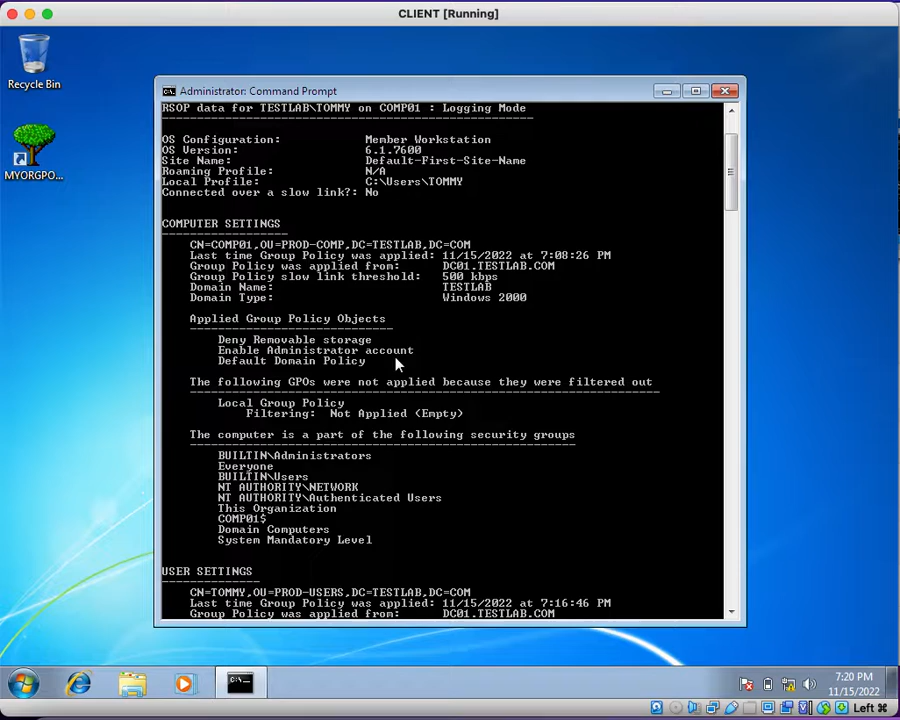 CLIENT [Running]
Recycle Bin
MYORGPO...
Administrator: Command Prompt
RSOP data for TESTLAB\TOMMY on COMP01 : Logging Mode
OS Configuration: Member Workstation
OS Version: 6.1.7600
Site Name: Default-First-Site-Name
Roaming Profile: N/A
Local Profile: C:\Users\TOMMY
Connected over a slow link?: No
COMPUTER SETTINGS
CN=COMP01,OU=PROD-COMP,DC=TESTLAB,DC=COM
Last time Group Policy was applied: 11/15/2022 at 7:08:26 PM
Group Policy was applied from: DC01.TESTLAB.COM
Group Policy slow link threshold: 500 kbps
Domain Name: TESTLAB
Domain Type: Windows 2000
Applied Group Policy Objects
Deny Removable storage
Enable Administrator account
Default Domain Policy
The following GPOs were not applied because they were filtered out
Local Group Policy
Filtering: Not Applied (Empty)
The computer is a part of the following security groups
BUILTIN\Administrators
Everyone
BUILTIN\Users
NT AUTHORITY\NETWORK
NT AUTHORITY\Authenticated Users
This Organization
COMP01$
Domain Computers
System Mandatory Level
USER SETTINGS
CN=TOMMY,OU=PROD-USERS,DC=TESTLAB,DC=COM
Last time Group Policy was applied: 11/15/2022 at 7:16:46 PM
Group Policy was applied from: DC01.TESTLAB.COM
7:20 PM
11/15/2022
Left ⌘